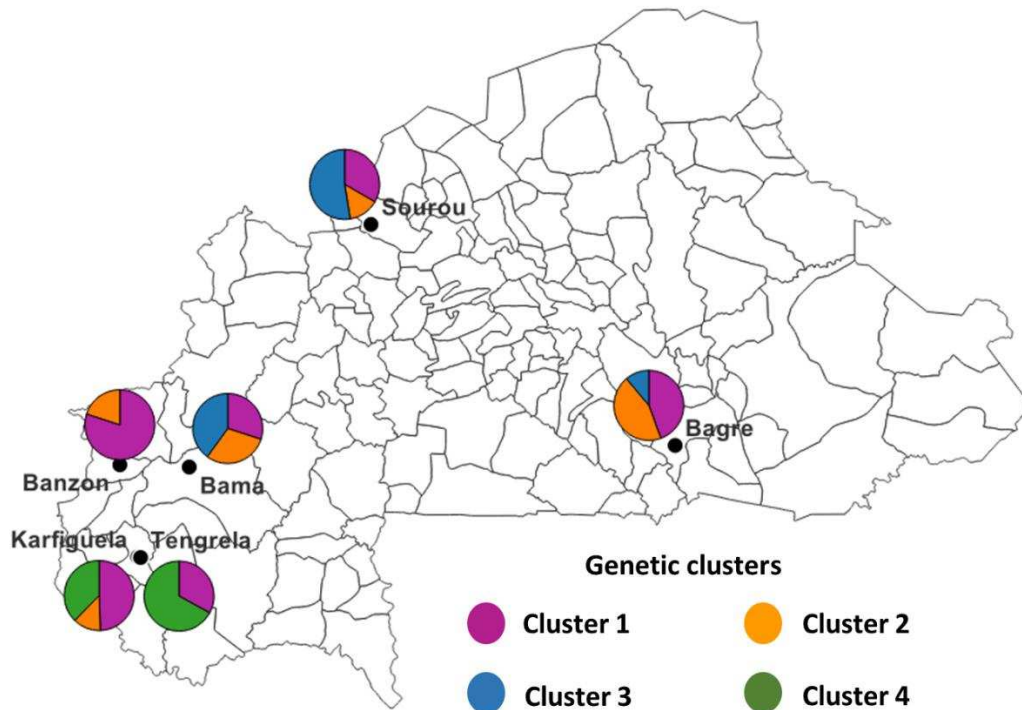 Sourou
Bagre
Banzon
Bama
Karfiguela Tengrela
Genetic clusters
Cluster 1
Cluster 2
Cluster 3
Cluster 4